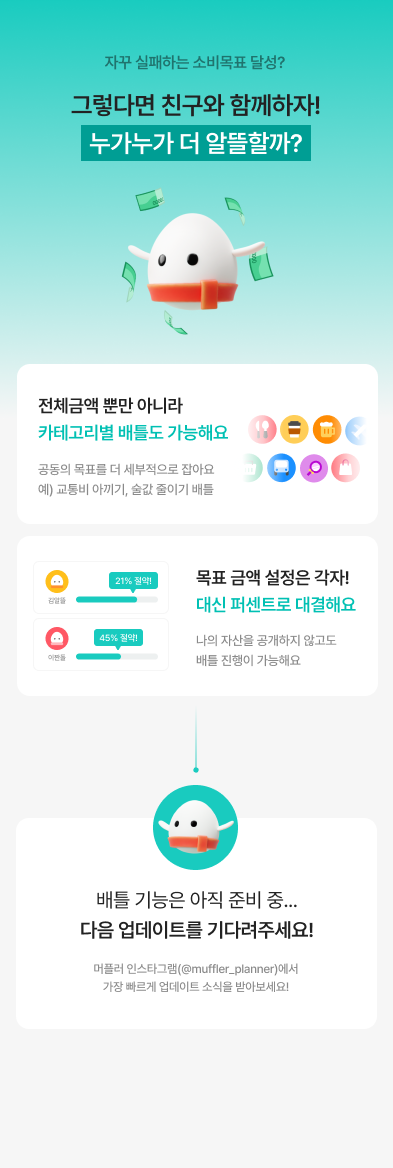 자꾸 실패하는 소비목표 달성?
그렇다면 친구와 함께하자!
누가누가 더 알뜰할까?
전체금액 뿐만 아니라
카테고리별 배틀도 가능해요
공동의 목표를 더 세부적으로 잡아요
예) 교통비 아끼기, 술값 줄이기 배틀
21% 절약!
김알뜰
45% 절약!
이짠돌
목표 금액 설정은 각자!
대신 퍼센트로 대결해요
나의 자산을 공개하지 않고도
배틀 진행이 가능해요
배틀 기능은 아직 준비 중...
다음 업데이트를 기다려주세요!
머플러 인스타그램(@muffler_planner)에서
가장 빠르게 업데이트 소식을 받아보세요!